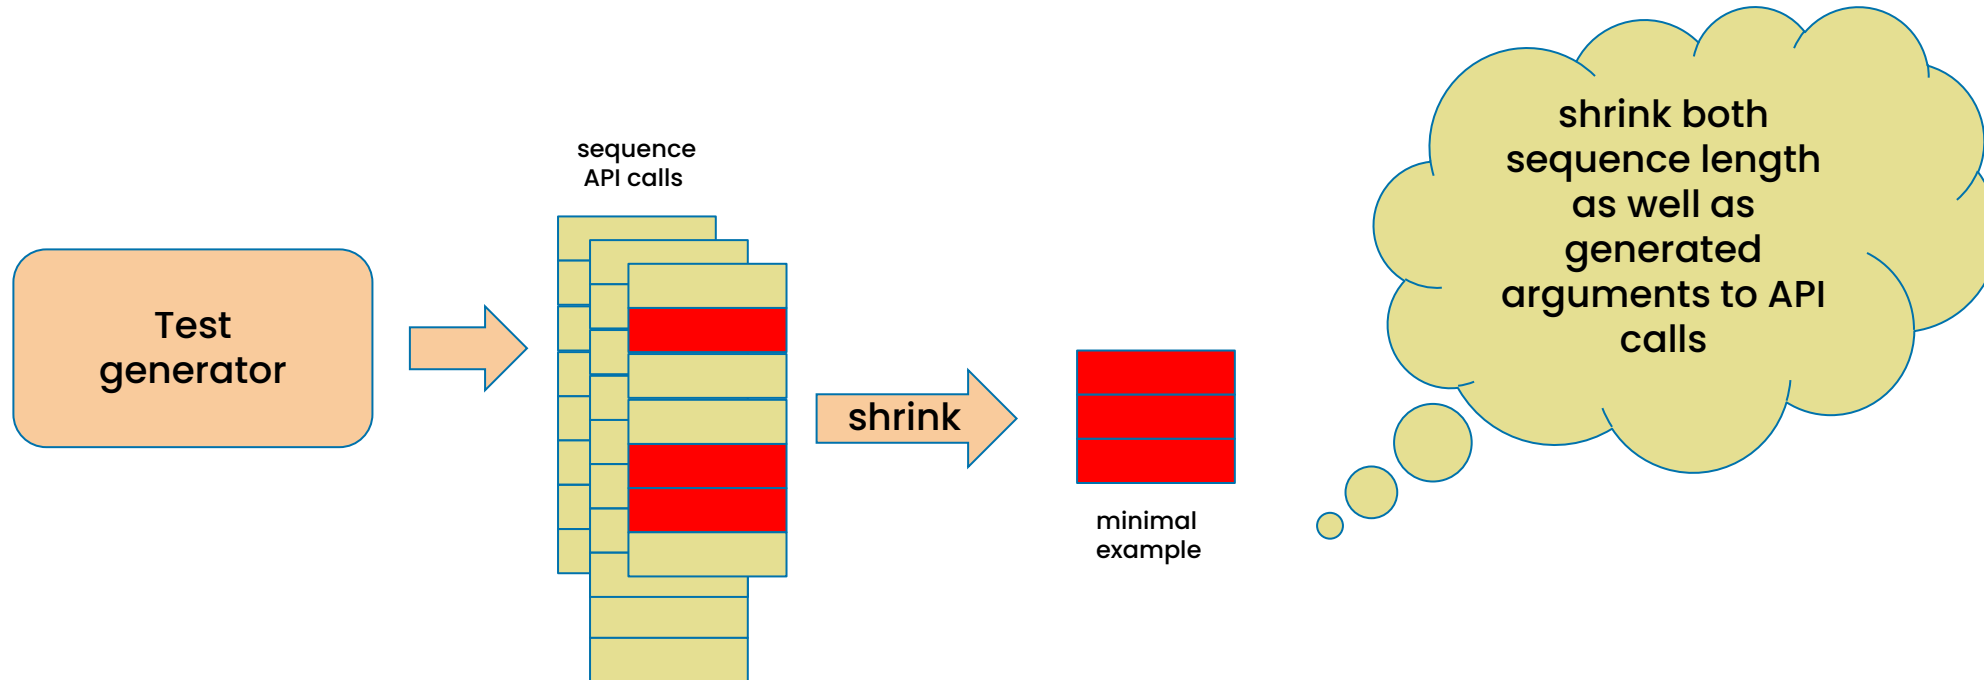 Test
generator
sequence
API calls
shrink
minimal
example
shrink both
sequence length
as well as
generated
arguments to API
calls